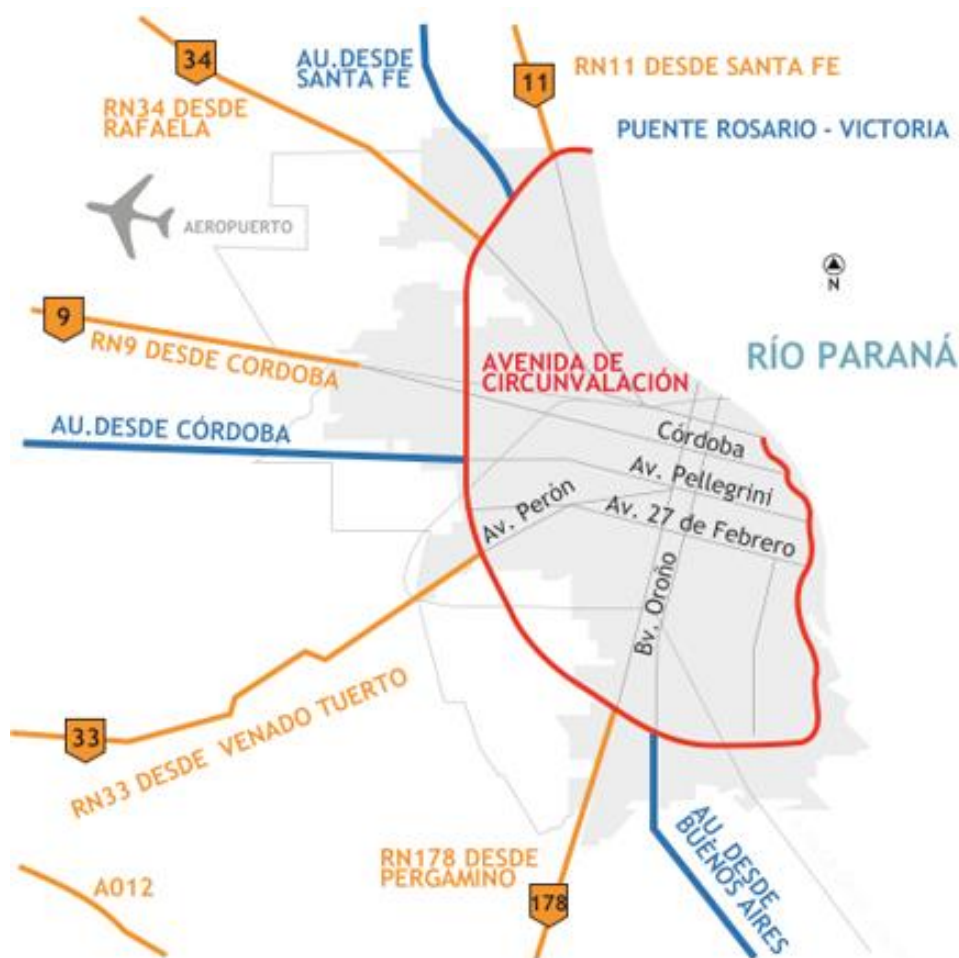 34
AU.DESDE
SANTA FE
11
RN11 DESDE SANTA FE
RN34 DESDE
RAFAELA
PUENTE ROSARIO - VICTORIA
AEROPUERTO
N
9
RN9 DESDE CORDOBA
AVENIDA DE
CIRCUNVALACIÓN
RÍO PARANÁ
AU.DESDE CÓRDOBA
Córdoba
Av. Pellegrini
Av. Perón
Av. 27 de Febrero
Bv. Oroño
33
RN33 DESDE VENADO TUERTO
RN178 DESDE
PERGAMINO
AU. DESDE
BUENOS AIRES
A012
178